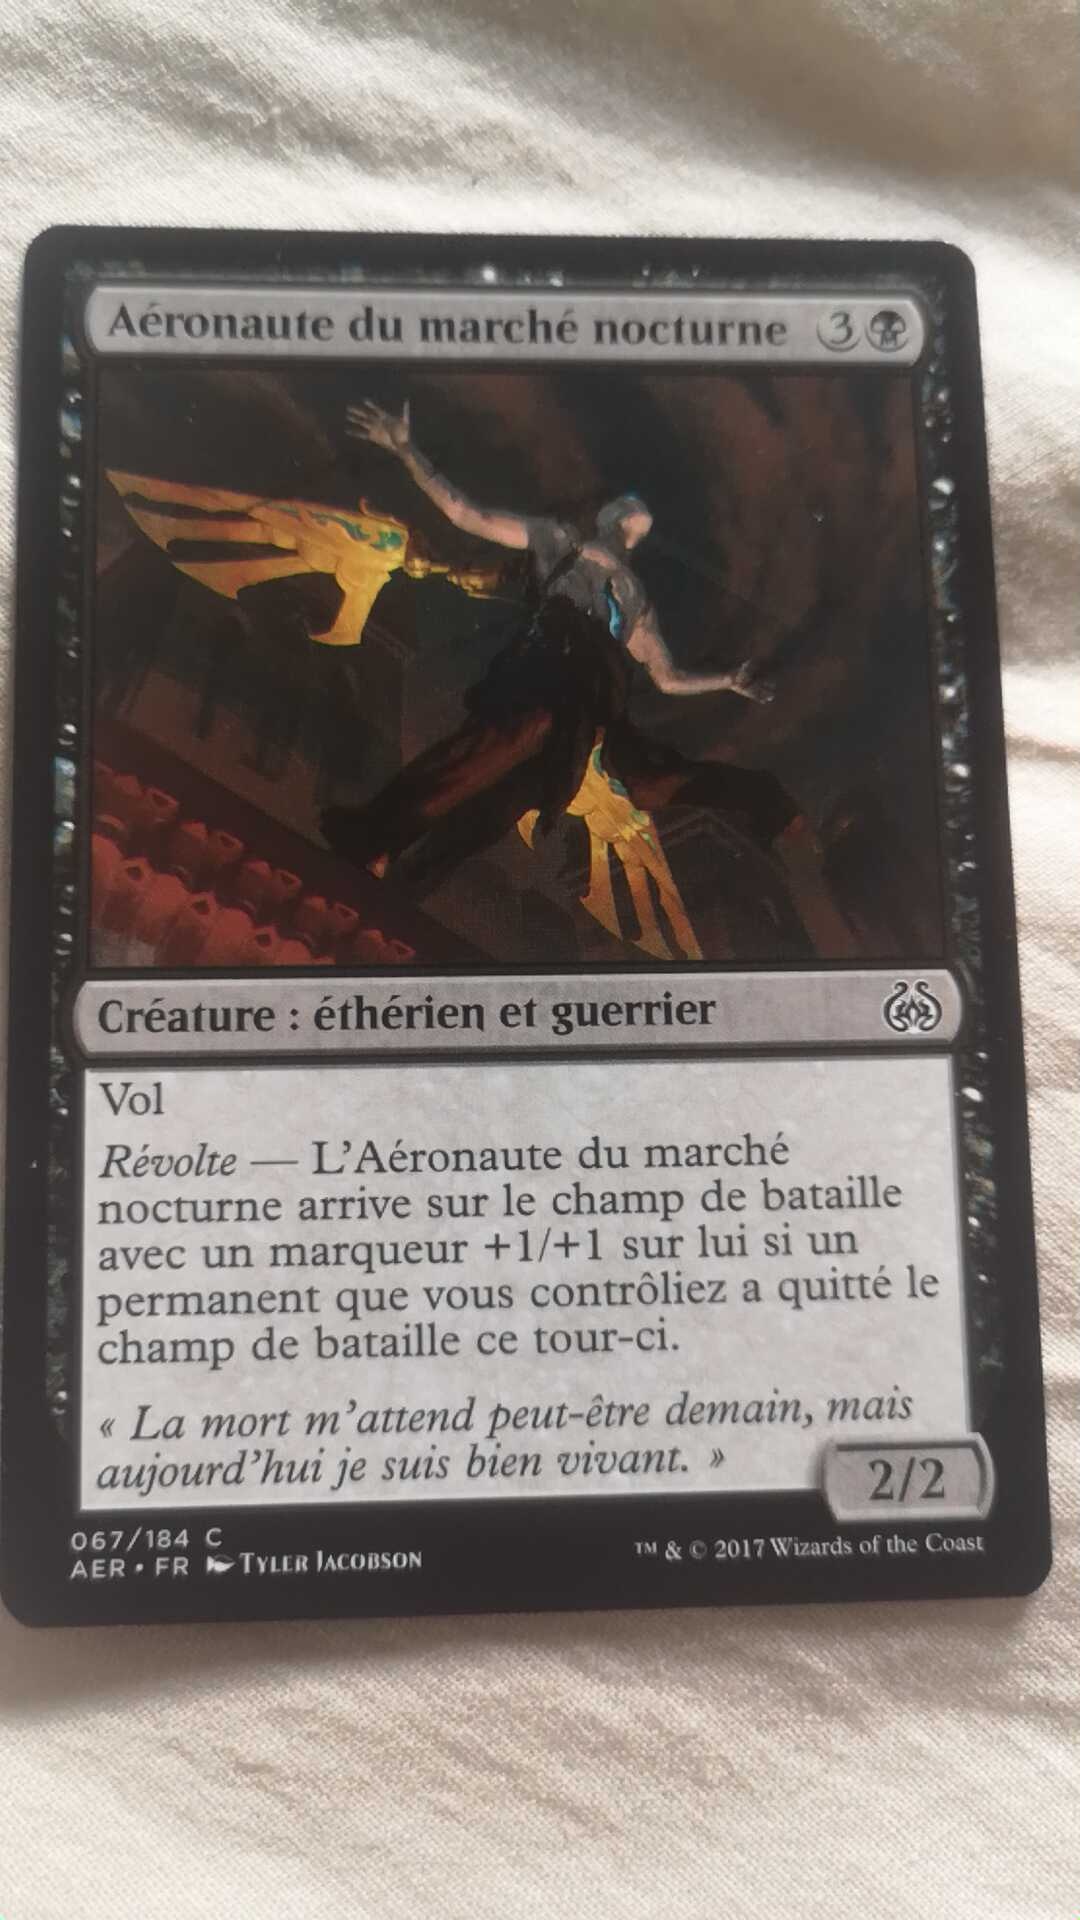 Aéronaute du marché nocturne 3
Créature : éthérien et guerrier
Vol
Révolte — L'Aéronaute du marché
nocturne arrive sur le champ de bataille
avec un marqueur +1/+1 sur lui si un
permanent que vous contrôliez a quitté le
champ de bataille ce tour-ci.
« La mort m'attend peut-être demain, mais
aujourd'hui je suis bien vivant. »
2/2
067/184 C
AER • FR TYLER JACOBSON
™ & © 2017 Wizards of the Coast